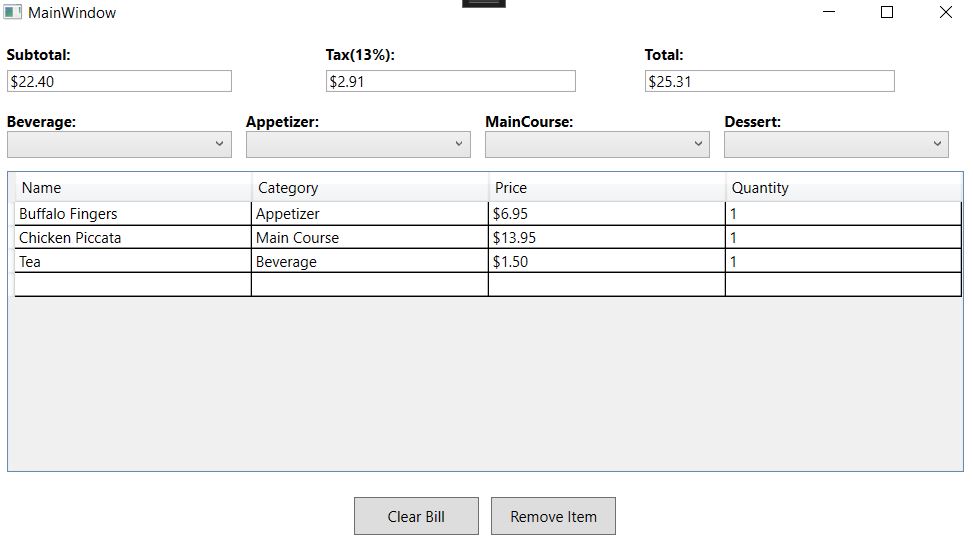 MainWindow
Subtotal: Tax(13%): Total:
$22.40 $2.91 $25.31
Beverage: Appetizer: MainCourse: Dessert:
Name Category Price Quantity
Buffalo Fingers Appetizer $6.95 1
Chicken Piccata Main Course $13.95 1
Tea Beverage $1.50 1
Clear Bill Remove Item